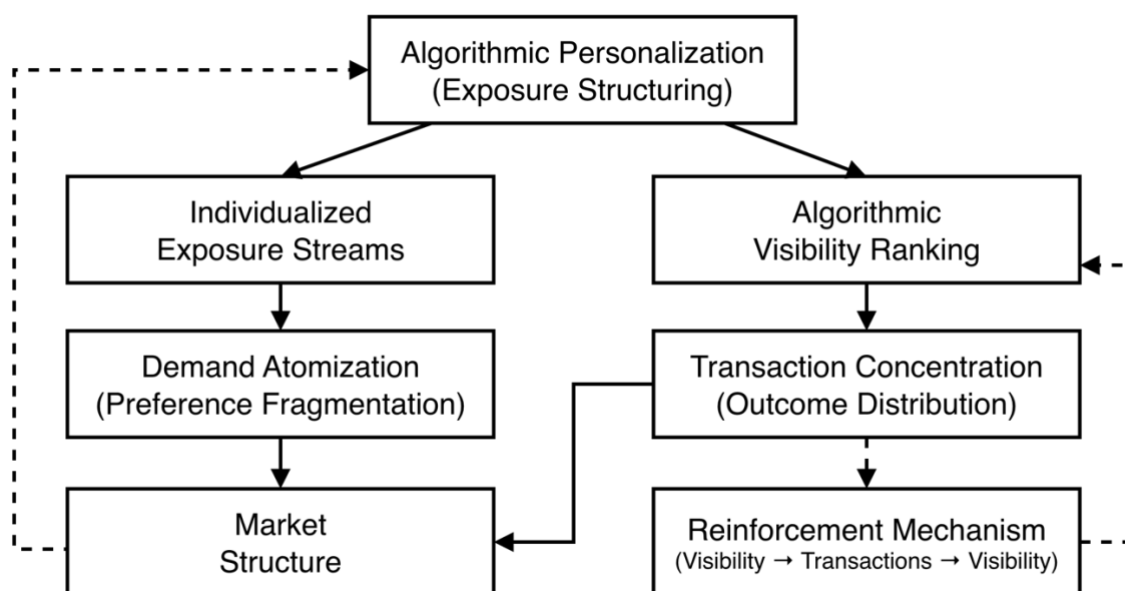 Algorithmic Personalization
(Exposure Structuring)
Individualized
Exposure Streams
Algorithmic
Visibility Ranking
Demand Atomization
(Preference Fragmentation)
Transaction Concentration
(Outcome Distribution)
Market
Structure
Reinforcement Mechanism
(Visibility → Transactions → Visibility)